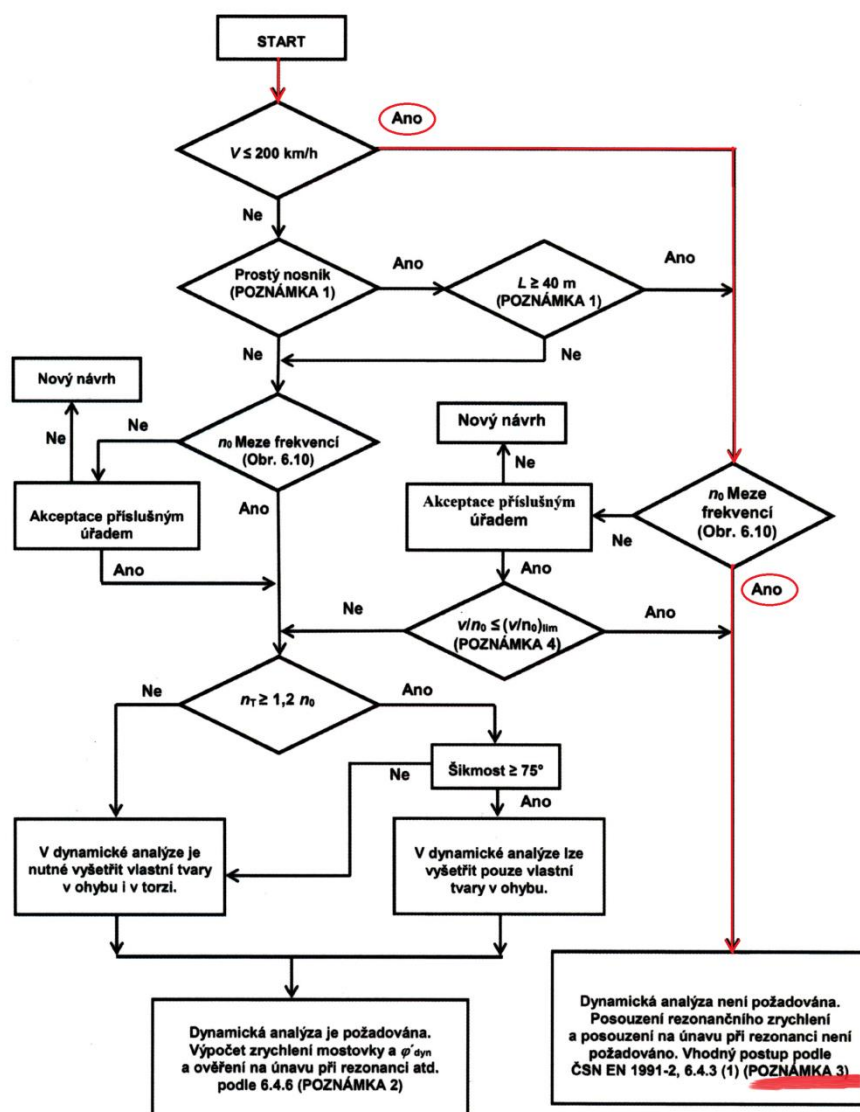 START
Ano
V ≤ 200 km/h
Ne
Prostý nosník
(POZNÁMKA 1)
Ano
L ≥ 40 m
(POZNÁMKA 1)
Ano
Ne
Ne
Nový návrh
Ne
Ne
n0 Meze frekvencí
(Obr. 6.10)
Akceptace příslušným
úřadem
Ano
Ano
Nový návrh
Ne
Akceptace příslušným
úřadem
Ne
n0 Meze
frekvencí
(Obr. 6.10)
Ano
Ano
Ne
v/n0 ≤ (v/n0)lim
(POZNÁMKA 4)
Ano
Ne
nT ≥ 1,2 n0
Ano
Ne
Šikmost ≥ 75°
Ano
V dynamické analýze je
nutné vyšetřit vlastní tvary
v ohybu i v torzi.
V dynamické analýze lze
vyšetřit pouze vlastní
tvary v ohybu.
Dynamická analýza je požadována.
Výpočet zrychlení mostovky a φ′dyn
a ověření na únavu při rezonanci atd.
podle 6.4.6 (POZNÁMKA 2)
Dynamická analýza není požadována.
Posouzení rezonančního zrychlení
a posouzení na únavu při rezonanci není
požadováno. Vhodný postup podle
ČSN EN 1991-2, 6.4.3 (1) (POZNÁMKA 3)